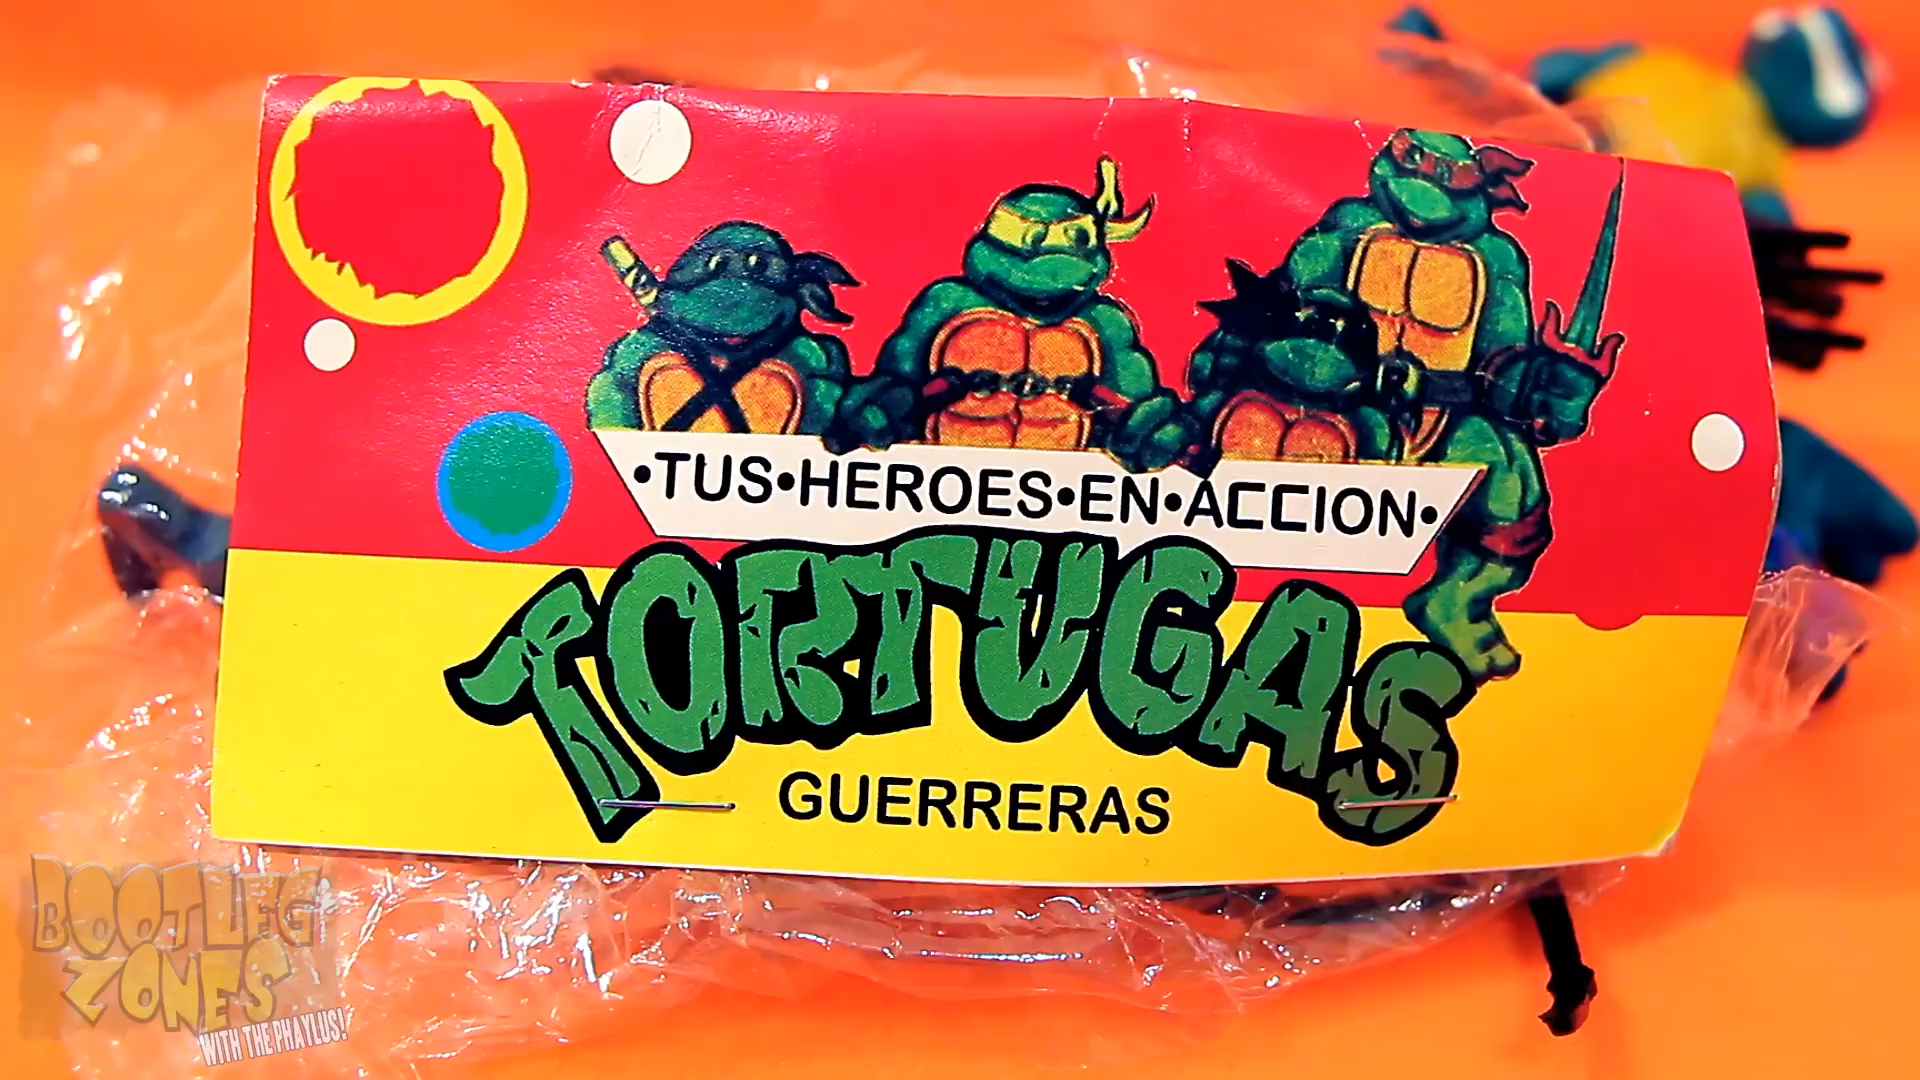 •TUS•HEROES•EN•ACCION•
TORTUGAS
GUERRERAS
BOOTLEG
ZONES
WITH THE PHAYLUS!